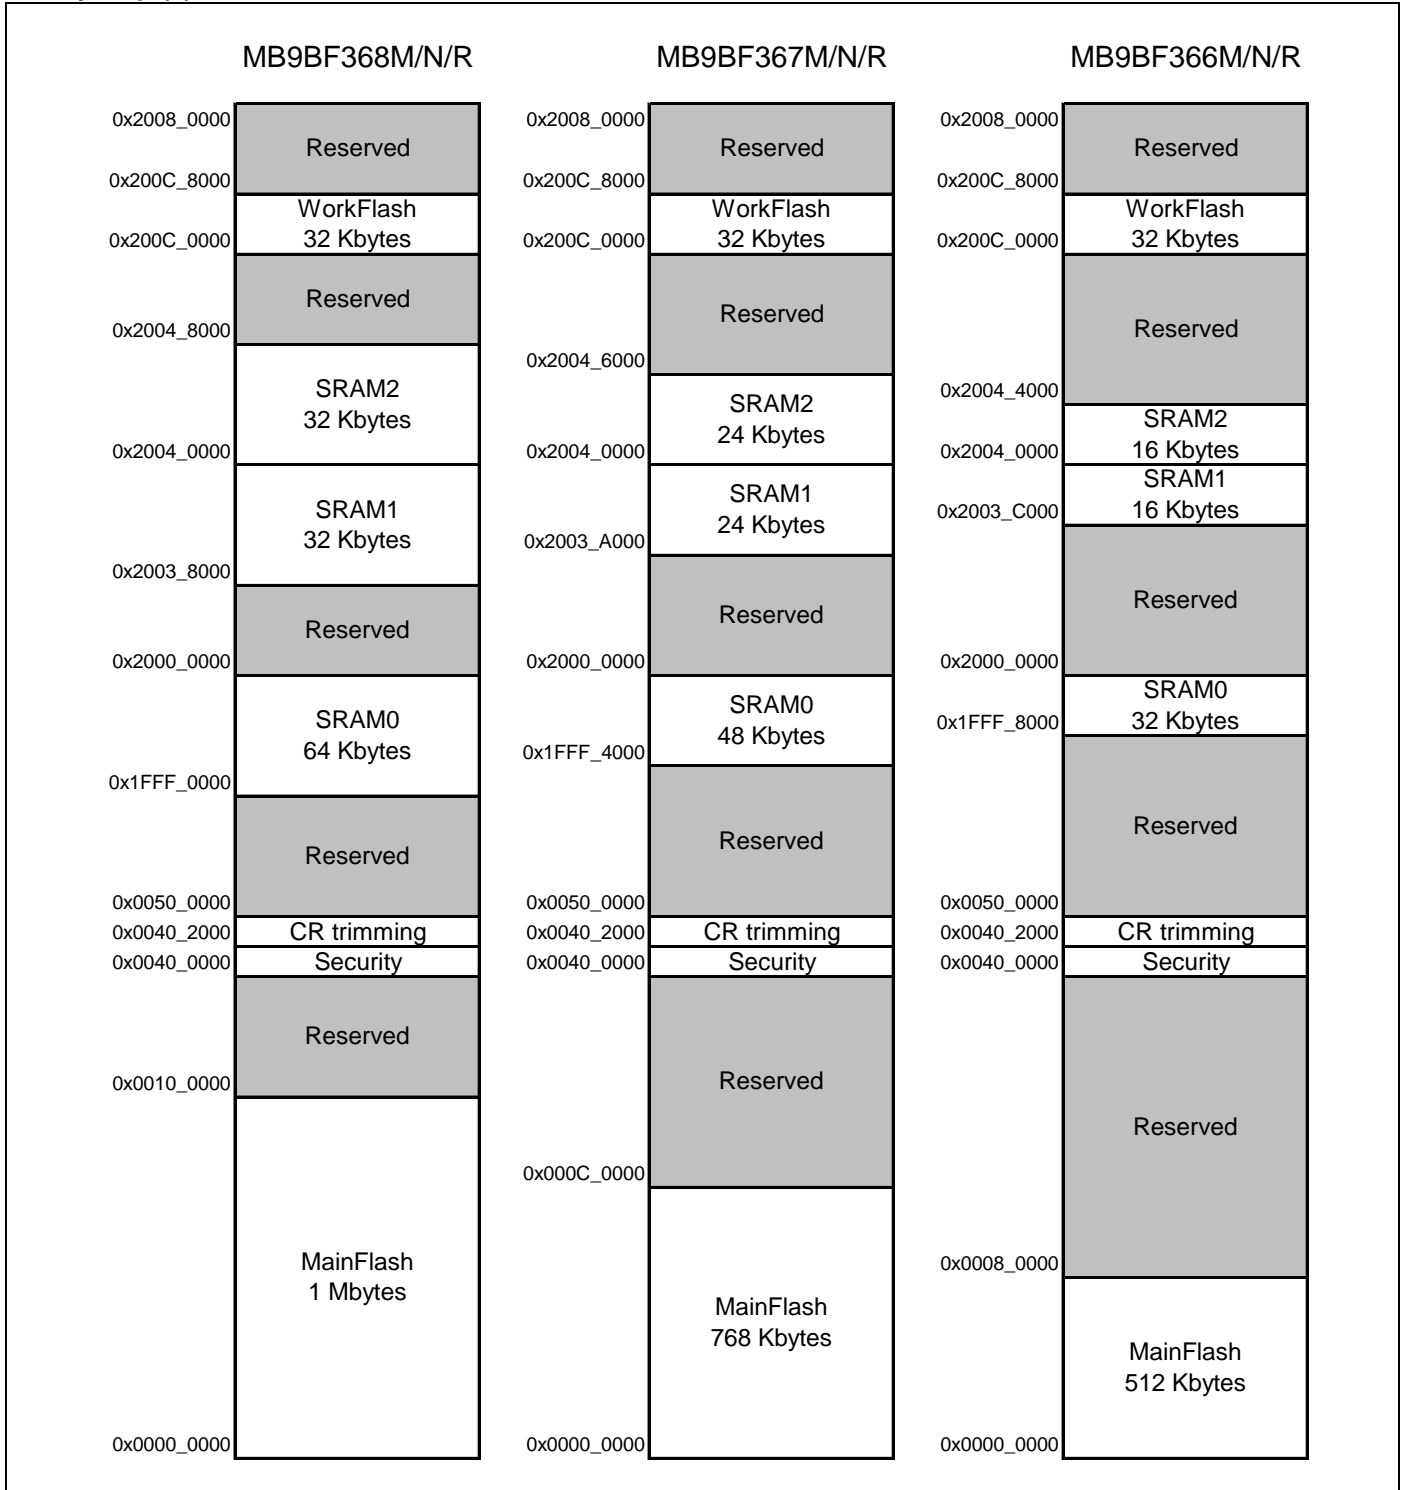 MB9BF368M/N/R
0x2008_0000
Reserved
0x200C_8000
WorkFlash
32 Kbytes
0x200C_0000
Reserved
0x2004_8000
SRAM2
32 Kbytes
0x2004_0000
SRAM1
32 Kbytes
0x2003_8000
Reserved
0x2000_0000
SRAM0
64 Kbytes
0x1FFF_0000
Reserved
0x0050_0000
CR trimming
0x0040_2000
Security
0x0040_0000
Reserved
0x0010_0000
MainFlash
1 Mbytes
0x0000_0000
MB9BF367M/N/R
0x2008_0000
Reserved
0x200C_8000
WorkFlash
32 Kbytes
0x200C_0000
Reserved
0x2004_6000
SRAM2
24 Kbytes
0x2004_0000
SRAM1
24 Kbytes
0x2003_A000
Reserved
0x2000_0000
SRAM0
48 Kbytes
0x1FFF_4000
Reserved
0x0050_0000
CR trimming
0x0040_2000
Security
0x0040_0000
Reserved
0x000C_0000
MainFlash
768 Kbytes
0x0000_0000
MB9BF366M/N/R
0x2008_0000
Reserved
0x200C_8000
WorkFlash
32 Kbytes
0x200C_0000
Reserved
0x2004_4000
SRAM2
16 Kbytes
0x2004_0000
SRAM1
16 Kbytes
0x2003_C000
Reserved
0x2000_0000
SRAM0
32 Kbytes
0x1FFF_8000
Reserved
0x0050_0000
CR trimming
0x0040_2000
Security
0x0040_0000
Reserved
0x0008_0000
MainFlash
512 Kbytes
0x0000_0000